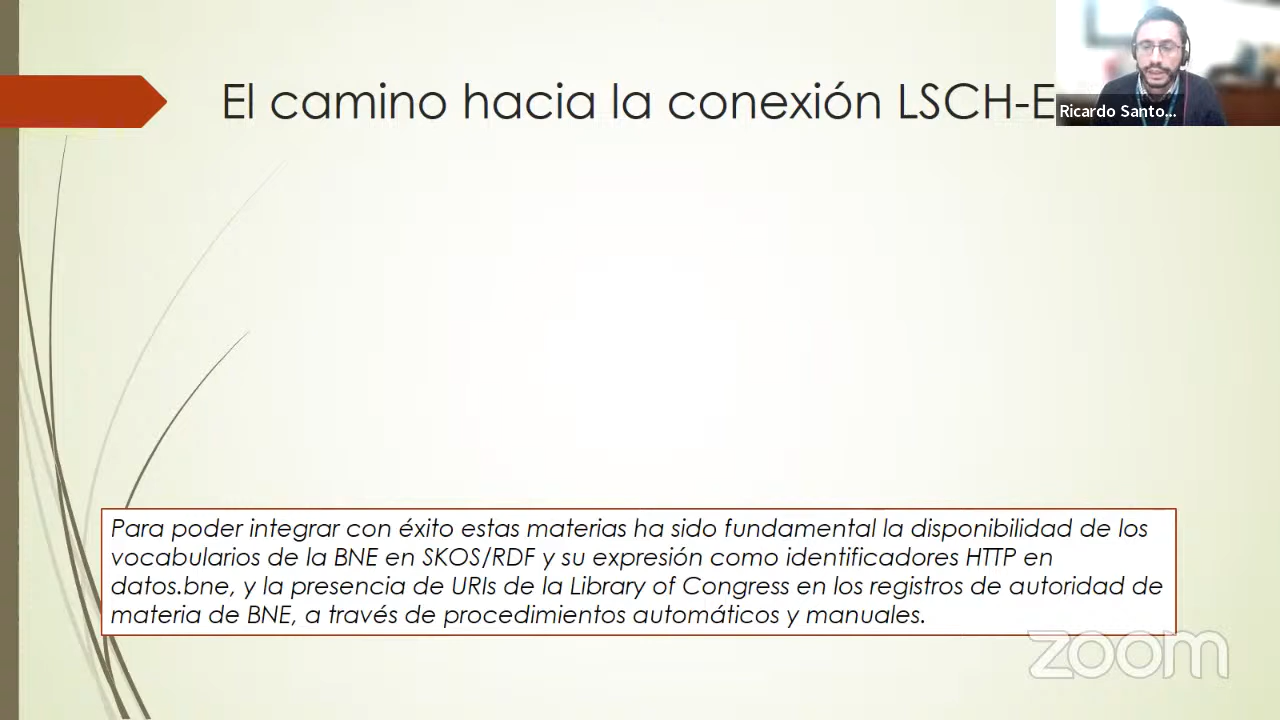 El camino hacia la conexión LSCH-E
Ricardo Santo...
Para poder integrar con éxito estas materias ha sido fundamental la disponibilidad de los
vocabularios de la BNE en SKOS/RDF y su expresión como identificadores HTTP en
datos.bne, y la presencia de URIs de la Library of Congress en los registros de autoridad de
materia de BNE, a través de procedimientos automáticos y manuales.
zoom